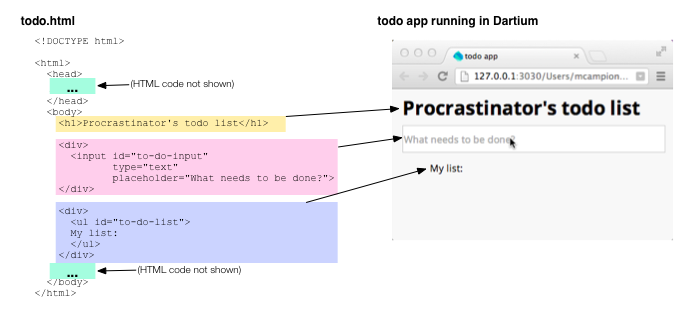 todo.html
<!DOCTYPE html>
<html>
<head>
...
(HTML code not shown)
</head>
<body>
<h1>Procrastinator's todo list</h1>
<div>
<input id="to-do-input"
type="text"
placeholder="What needs to be done?">
</div>
<div>
<ul id="to-do-list">
My list:
</ul>
</div>
...
(HTML code not shown)
</body>
</html>
todo app running in Dartium
todo app
127.0.0.1:3030/Users/mcampion...
Procrastinator's todo list
What needs to be done?
My list: